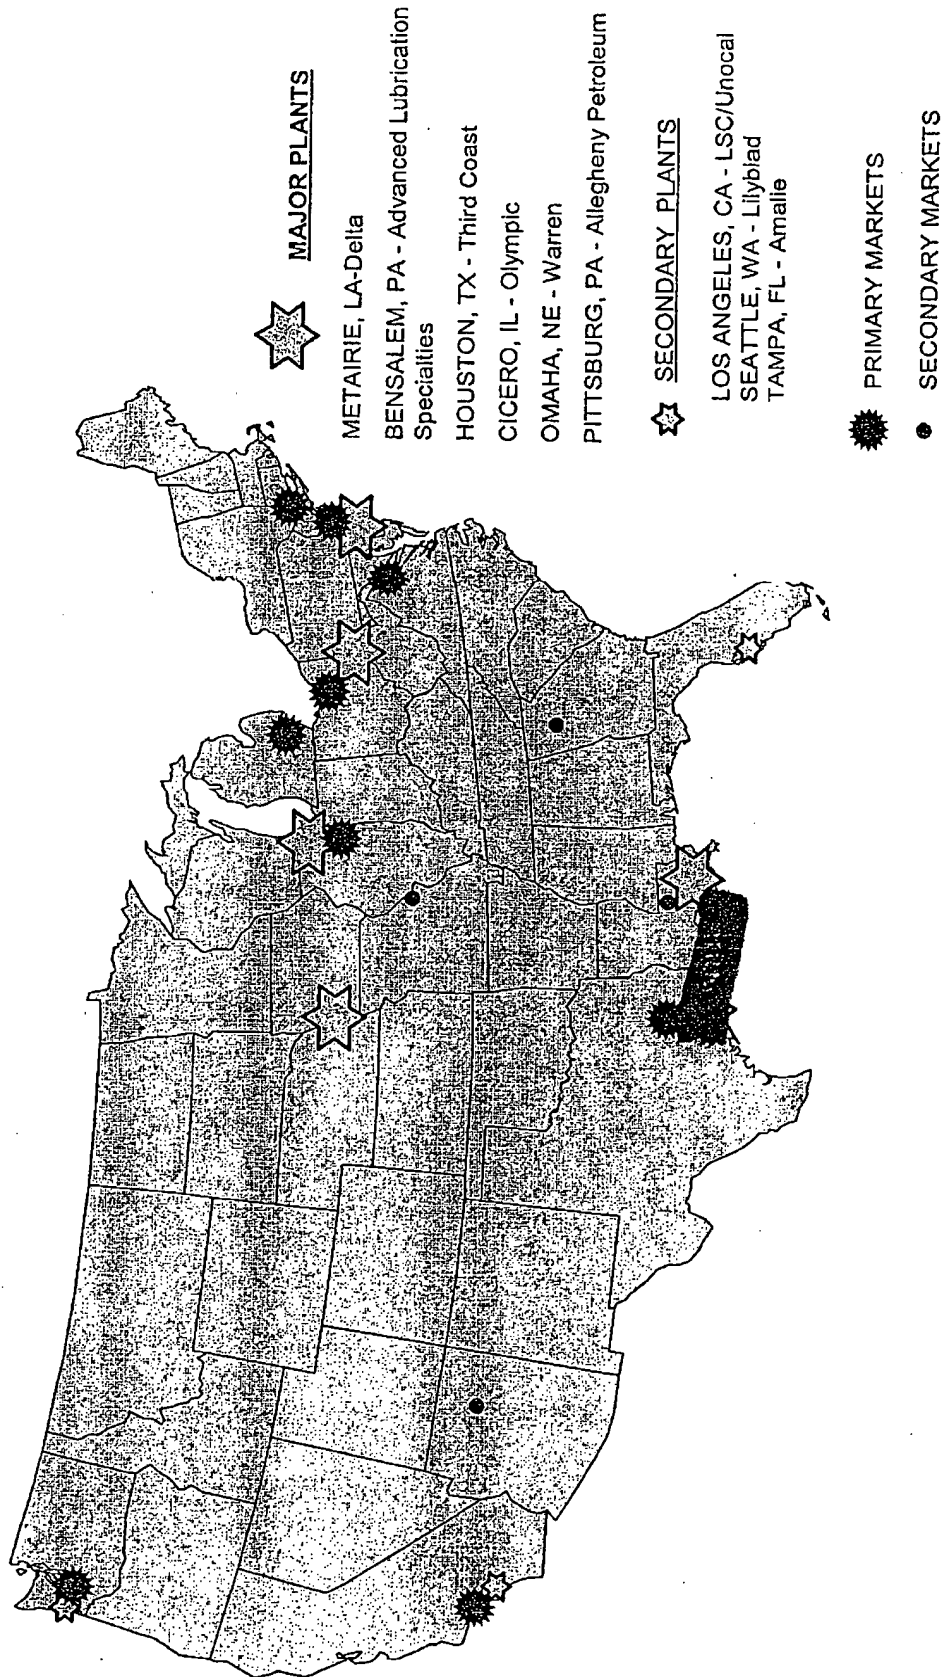 MAJOR PLANTS
METAIRIE, LA-Delta
BENSALEM, PA - Advanced Lubrication
Specialties
HOUSTON, TX - Third Coast
CICERO, IL - Olympic
OMAHA, NE - Warren
PITTSBURG, PA - Allegheny Petroleum
SECONDARY PLANTS
LOS ANGELES, CA - LSC/Unocal
SEATTLE, WA - Lilyblad
TAMPA, FL - Amalie
PRIMARY MARKETS
SECONDARY MARKETS